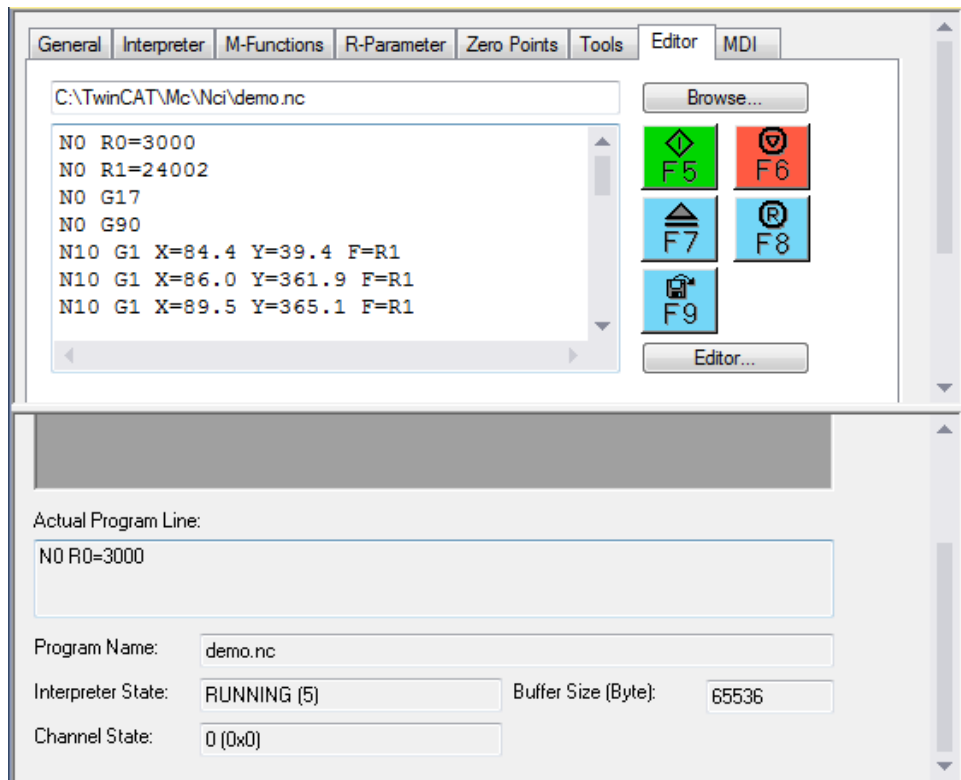 General Interpreter M-Functions R-Parameter Zero Points Tools Editor MDI
C:\TwinCAT\Mc\Nci\demo.nc Browse...
N0 R0=3000
N0 R1=24002
N0 G17
N0 G90
N10 G1 X=84.4 Y=39.4 F=R1
N10 G1 X=86.0 Y=361.9 F=R1
N10 G1 X=89.5 Y=365.1 F=R1
F5 F6
F7 R F8
F9
Editor...
Actual Program Line:
N0 R0=3000
Program Name: demo.nc
Interpreter State: RUNNING (5) Buffer Size (Byte): 65536
Channel State: 0 (0x0)